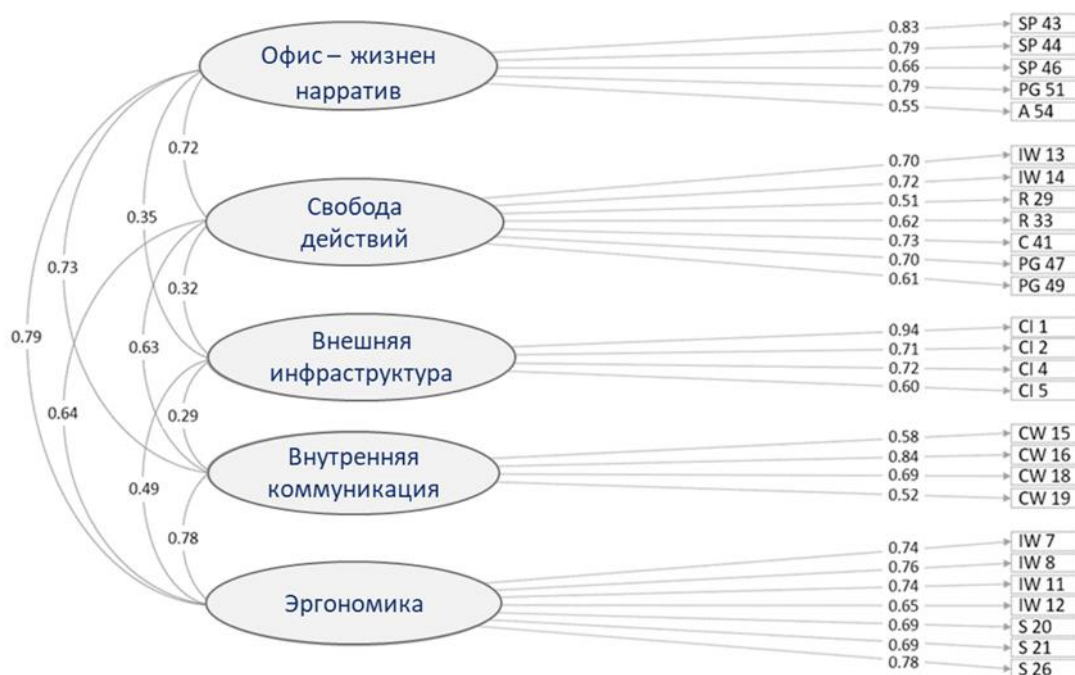 Офис – жизнен
нарратив
0.83
SP 43
0.79
SP 44
0.66
SP 46
0.79
PG 51
0.55
A 54
0.72
0.35
0.73
0.79
Свобода
действий
0.70
IW 13
0.72
IW 14
0.51
R 29
0.62
R 33
0.73
C 41
0.70
PG 47
0.61
PG 49
0.32
0.63
0.64
Внешняя
инфраструктура
0.94
CI 1
0.71
CI 2
0.72
CI 4
0.60
CI 5
0.29
0.49
Внутренняя
коммуникация
0.58
CW 15
0.84
CW 16
0.69
CW 18
0.52
CW 19
0.78
Эргономика
0.74
IW 7
0.76
IW 8
0.74
IW 11
0.65
IW 12
0.69
S 20
0.69
S 21
0.78
S 26